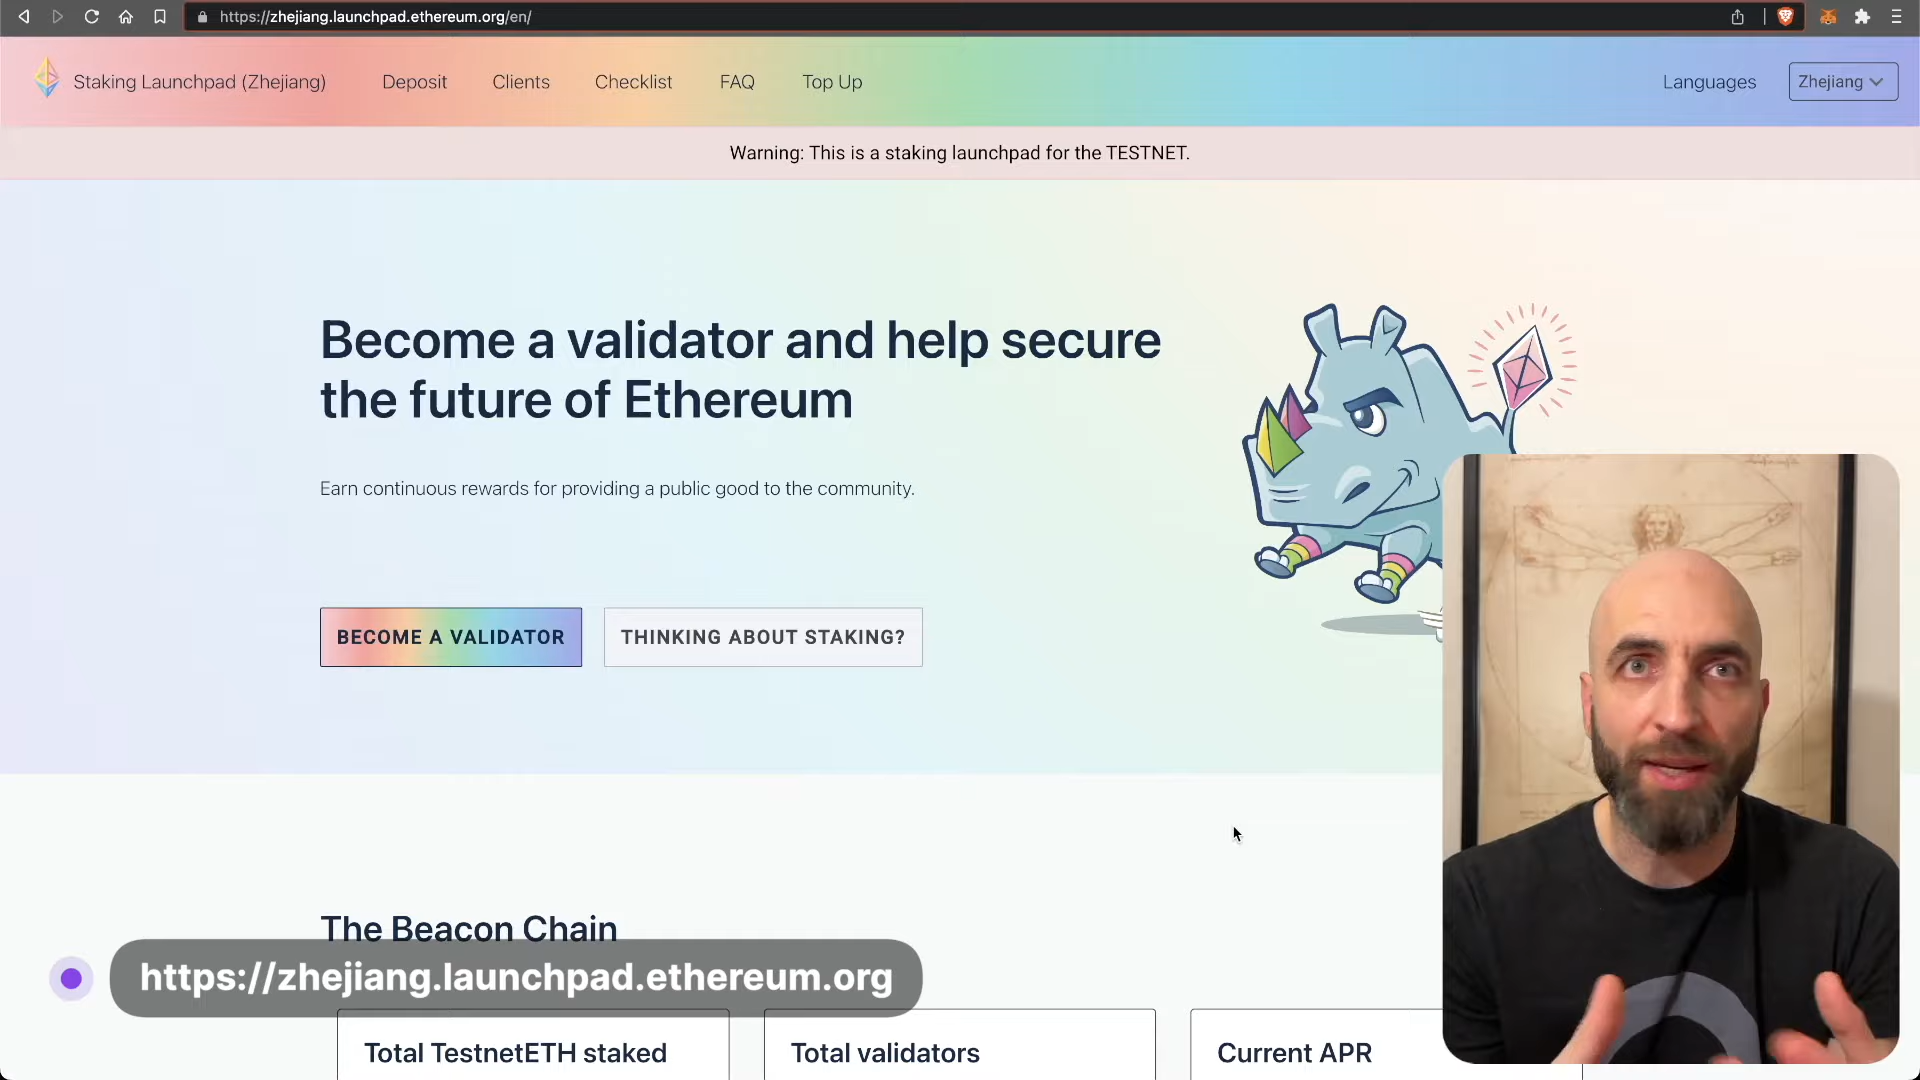 https://zhejiang.launchpad.ethereum.org/en/
Staking Launchpad (Zhejiang)
Deposit
Clients
Checklist
FAQ
Top Up
Languages
Zhejiang
Warning: This is a staking launchpad for the TESTNET.
Become a validator and help secure
the future of Ethereum
Earn continuous rewards for providing a public good to the community.
BECOME A VALIDATOR
THINKING ABOUT STAKING?
The Beacon Chain
https://zhejiang.launchpad.ethereum.org
Total TestnetETH staked
Total validators
Current APR